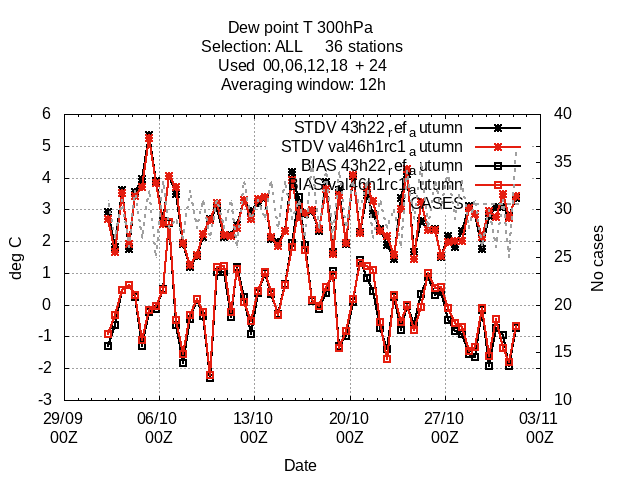 Dew point T 300hPa
Selection: ALL 36 stations
Used 00,06,12,18 + 24
Averaging window: 12h
STDV 43h22_ref_autumn
STDV val46h1rc1_autumn
BIAS 43h22_ref_autumn
BIAS val46h1rc1_autumn
CASES
6
5
4
3
2
1
0
-1
-2
-3
deg C
40
35
30
25
20
15
10
No cases
29/09 06/10 13/10 20/10 27/10 03/11
00Z 00Z 00Z 00Z 00Z 00Z
Date